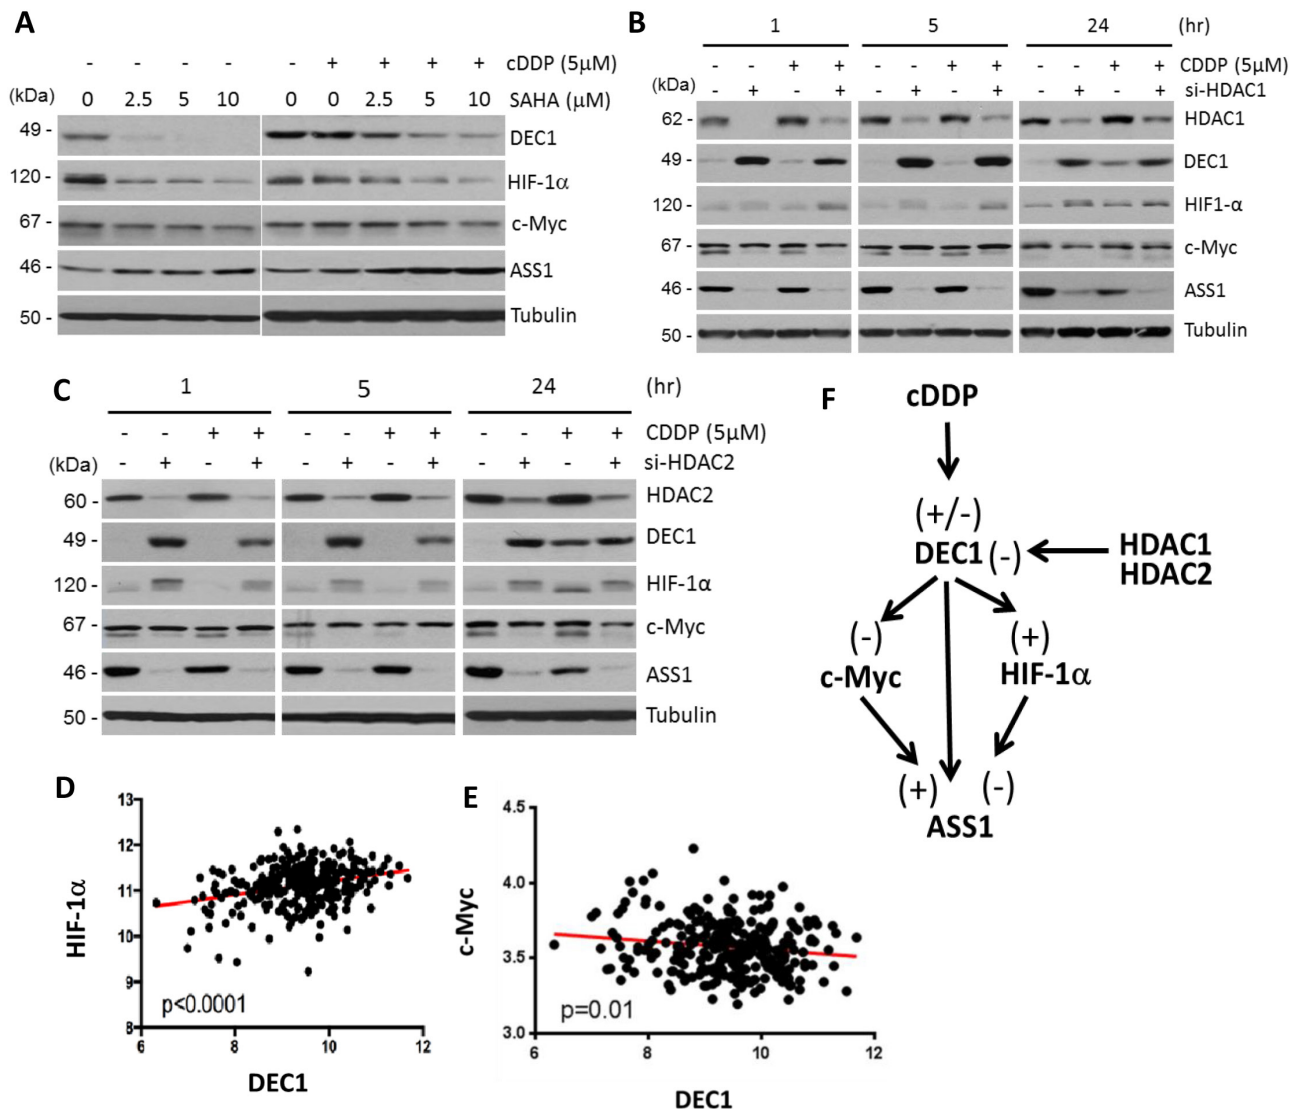 A
- - - - - + + + + cDDP (5µM)
(kDa) 0 2.5 5 10 0 0 2.5 5 10 SAHA (µM)
49 - DEC1
120 - HIF-1α
67 - c-Myc
46 - ASS1
50 - Tubulin
B
1 5 24 (hr)
- - + + - - + + - - + + CDDP (5µM)
(kDa) - + - + - + - + - + - + si-HDAC1
62 - HDAC1
49 - DEC1
120 - HIF1-α
67 - c-Myc
46 - ASS1
50 - Tubulin
C
1 5 24 (hr)
- - + + - - + + - - + + CDDP (5µM)
(kDa) - + - + - + - + - + - + si-HDAC2
60 - HDAC2
49 - DEC1
120 - HIF-1α
67 - c-Myc
46 - ASS1
50 - Tubulin
D
13
12
11
10
9
8
HIF-1α
p<0.0001
6 8 10 12
DEC1
E
4.5
4.0
3.5
3.0
c-Myc
p=0.01
6 8 10 12
DEC1
F
cDDP
(+/-)
DEC1 (-) HDAC1
HDAC2
(-) (+)
c-Myc HIF-1α
(+) (-)
ASS1